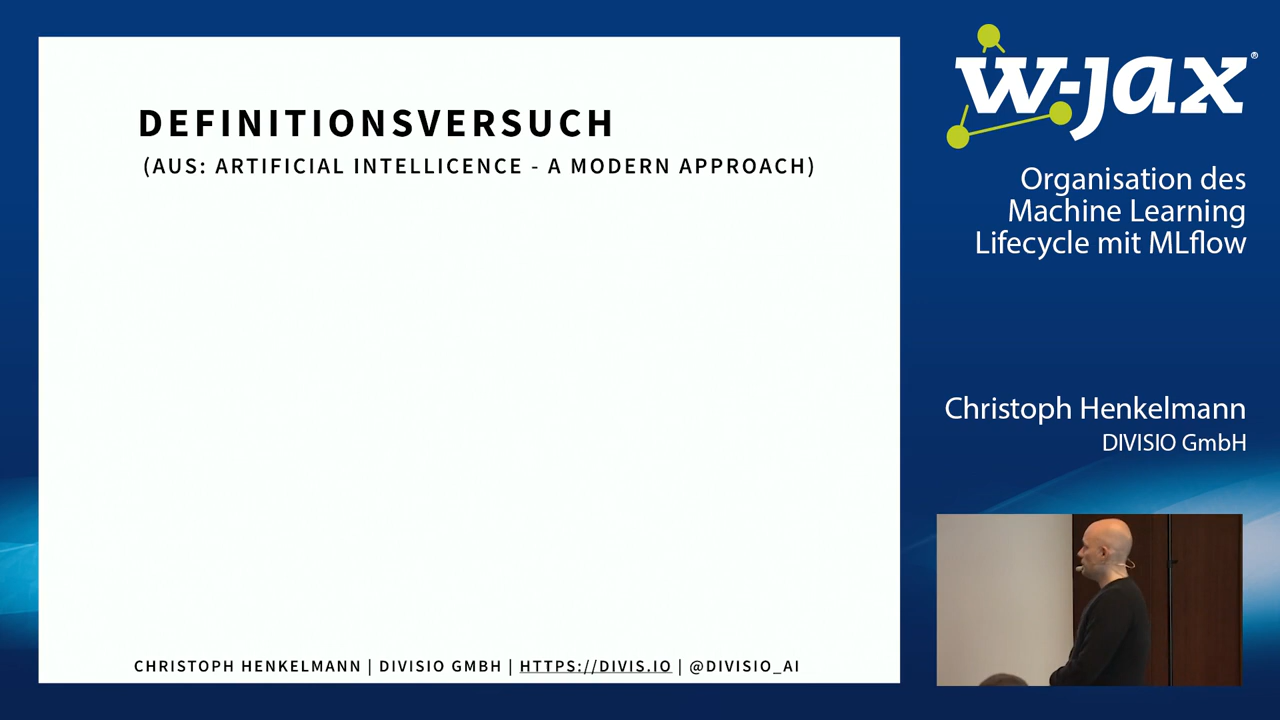 DEFINITIONSVERSUCH
(AUS: ARTIFICIAL INTELLICENCE - A MODERN APPROACH)
CHRISTOPH HENKELMANN | DIVISIO GMBH | HTTPS://DIVIS.IO | @DIVISIO_AI
w-jax®
Organisation des
Machine Learning
Lifecycle mit MLflow
Christoph Henkelmann
DIVISIO GmbH